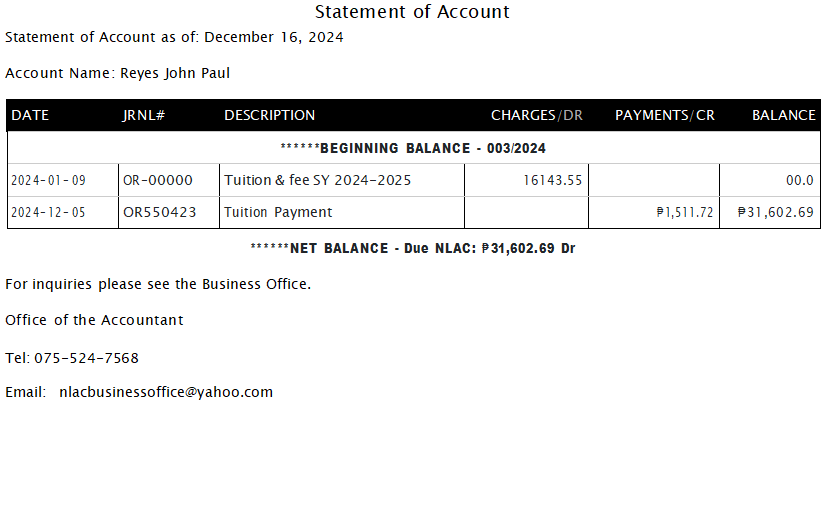 Statement of Account
Statement of Account as of: December 16, 2024
Account Name: Reyes John Paul
DATE JRNL# DESCRIPTION CHARGES/DR PAYMENTS/CR BALANCE
******BEGINNING BALANCE - 003/2024
2024-01-09 OR-00000 Tuition & fee SY 2024-2025 16143.55 00.0
2024-12-05 OR550423 Tuition Payment ₱1,511.72 ₱31,602.69
******NET BALANCE - Due NLAC: ₱31,602.69 Dr
For inquiries please see the Business Office.
Office of the Accountant
Tel: 075-524-7568
Email: nlacbusinessoffice@yahoo.com